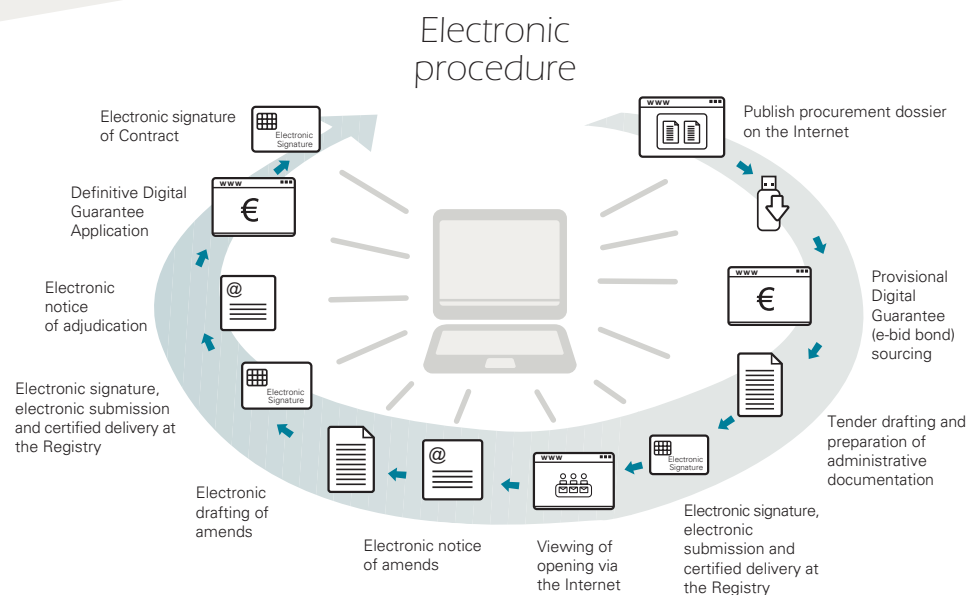 Electronic
procedure
Publish procurement dossier
on the Internet
WWW
Provisional
Digital
Guarantee
(e-bid bond)
sourcing
WWW
€
Tender drafting and
preparation of
administrative
documentation
Electronic signature,
electronic
submission and
certified delivery at
the Registry
Electronic
Signature
Viewing of
opening via
the Internet
WWW
Electronic notice
of amends
@
Electronic
drafting of
amends
Electronic signature,
electronic submission
and certified delivery at
the Registry
Electronic
Signature
Electronic
notice
of adjudication
@
Definitive Digital
Guarantee
Application
WWW
€
Electronic signature
of Contract
Electronic
Signature